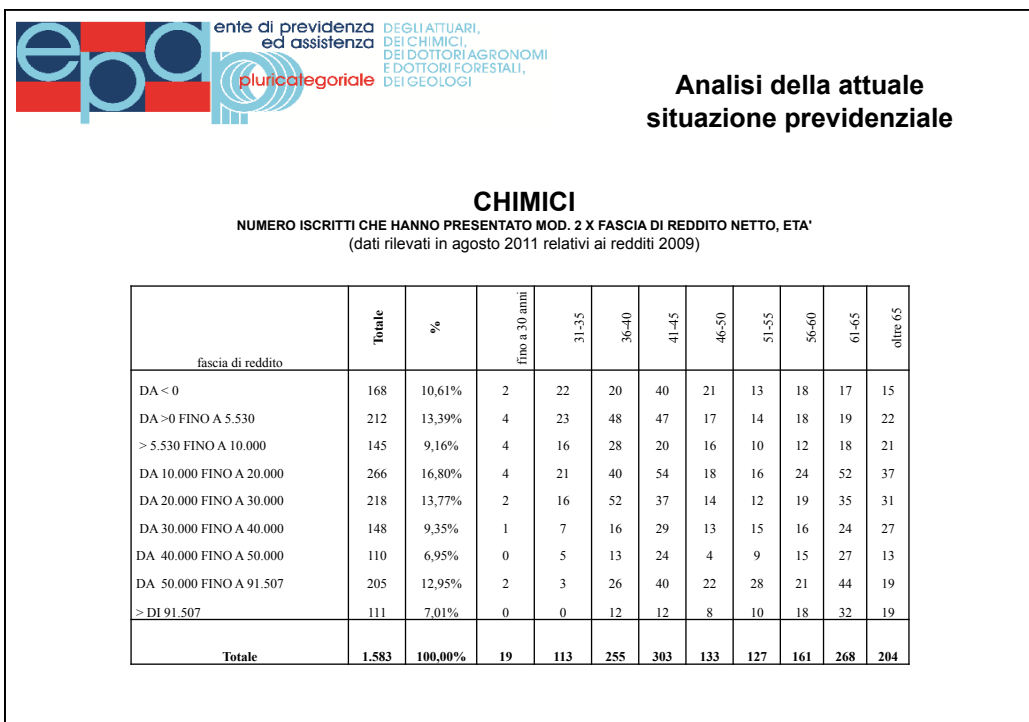 epap
ente di previdenza DEGLI ATTUARI,
ed assistenza DEI CHIMICI,
DEI DOTTORI AGRONOMI
E DOTTORI FORESTALI,
pluricategoriale DEI GEOLOGI
Analisi della attuale
situazione previdenziale
CHIMICI
NUMERO ISCRITTI CHE HANNO PRESENTATO MOD. 2 X FASCIA DI REDDITO NETTO, ETA'
(dati rilevati in agosto 2011 relativi ai redditi 2009)
fascia di reddito Totale % fino a 30 anni 31-35 36-40 41-45 46-50 51-55 56-60 61-65 oltre 65
DA < 0 168 10,61% 2 22 20 40 21 13 18 17 15
DA >0 FINO A 5.530 212 13,39% 4 23 48 47 17 14 18 19 22
> 5.530 FINO A 10.000 145 9,16% 4 16 28 20 16 10 12 18 21
DA 10.000 FINO A 20.000 266 16,80% 4 21 40 54 18 16 24 52 37
DA 20.000 FINO A 30.000 218 13,77% 2 16 52 37 14 12 19 35 31
DA 30.000 FINO A 40.000 148 9,35% 1 7 16 29 13 15 16 24 27
DA 40.000 FINO A 50.000 110 6,95% 0 5 13 24 4 9 15 27 13
DA 50.000 FINO A 91.507 205 12,95% 2 3 26 40 22 28 21 44 19
> DI 91.507 111 7,01% 0 0 12 12 8 10 18 32 19
Totale 1.583 100,00% 19 113 255 303 133 127 161 268 204